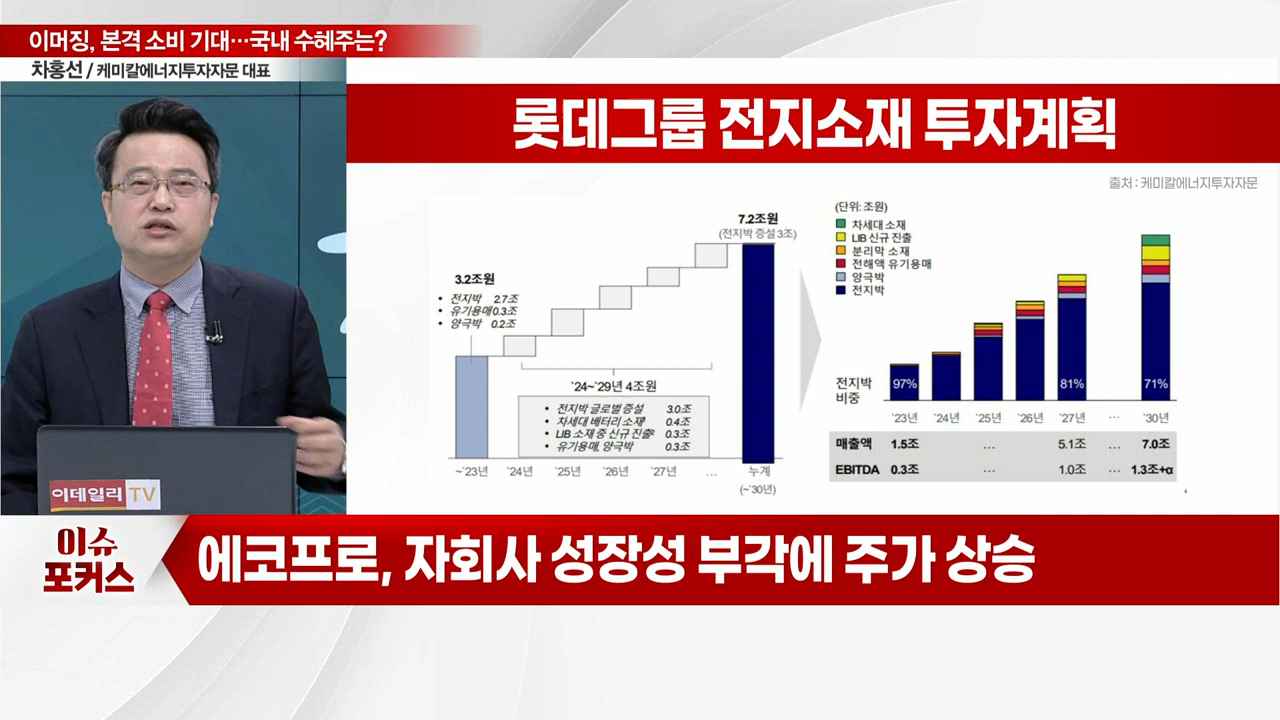 이머징, 본격 소비 기대…국내 수혜주는?
차홍선 / 케미칼에너지투자자문 대표
롯데그룹 전지소재 투자계획
출처 : 케미칼에너지투자자문
7.2조원
(전지박 증설 3조)
3.2조원
• 전지박 2.7조
• 유기용매 0.3조
• 양극박 0.2조
`24~`29년 4조원
• 전지박 글로벌 증설 3.0조
• 차세대 배터리 소재 0.4조
• LIB 소재 중 신규 진출 0.3조
• 유기용매, 양극박 0.3조
~`23년 `24년 `25년 `26년 `27년 … 누계
(~`30년)
(단위: 조원)
차세대 소재
LIB 신규 진출
분리막 소재
전해액 유기용매
양극박
전지박
전지박
비중
97% 81% 71%
`23년 `24년 `25년 `26년 `27년 … `30년
매출액 1.5조 … 5.1조 … 7.0조
EBITDA 0.3조 … 1.0조 … 1.3조+α
이데일리 TV
이슈
포커스
에코프로, 자회사 성장성 부각에 주가 상승